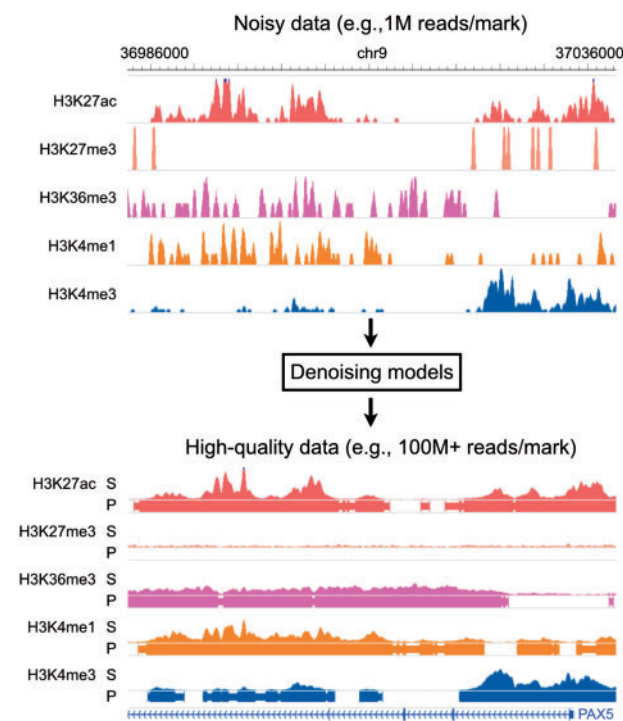 Noisy data (e.g.,1M reads/mark)
36986000 chr9 37036000
H3K27ac
H3K27me3
H3K36me3
H3K4me1
H3K4me3
Denoising models
High-quality data (e.g., 100M+ reads/mark)
H3K27ac S
P
H3K27me3 S
P
H3K36me3 S
P
H3K4me1 S
P
H3K4me3 S
P
PAX5